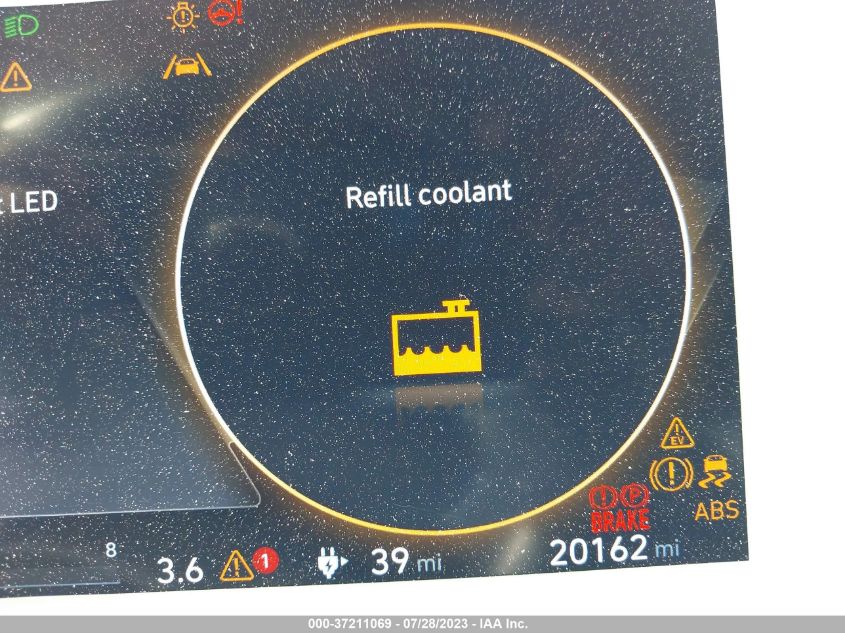 t LED
Refill coolant
EV
P
BRAKE
ABS
8
3.6
1
39 mi
20162 mi
000-37211069 - 07/28/2023 - IAA Inc.